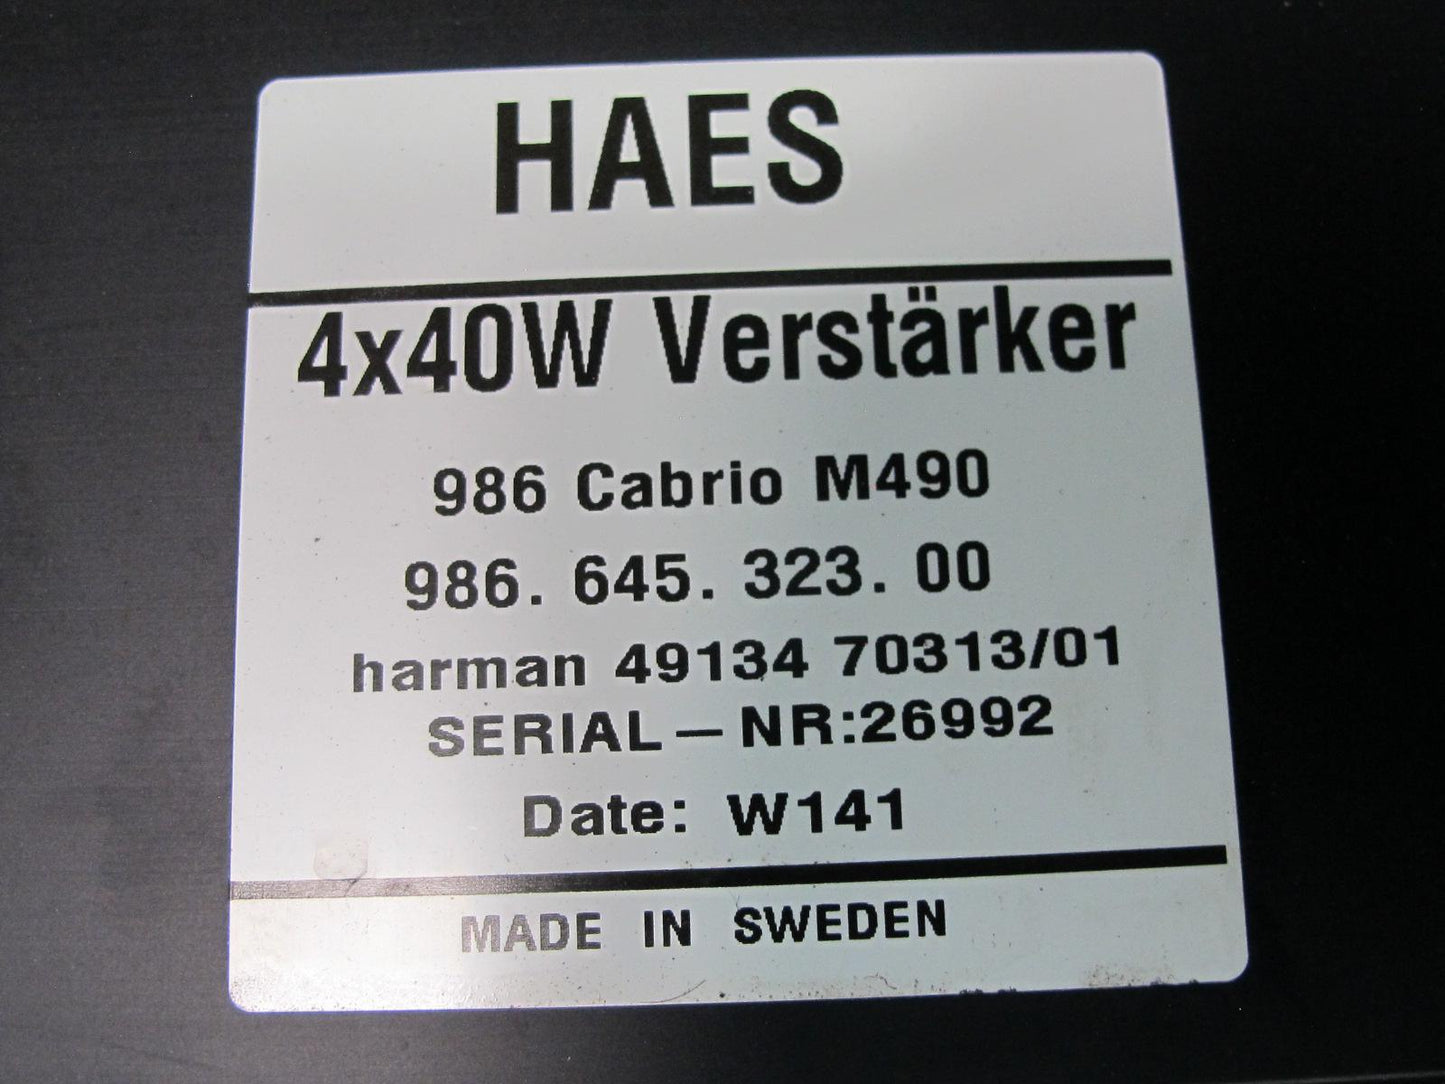 HAES
4x40W Verstärker
986 Cabrio M490
986. 645. 323. 00
harman 49134 70313/01
SERIAL – NR:26992
Date: W141
MADE IN SWEDEN